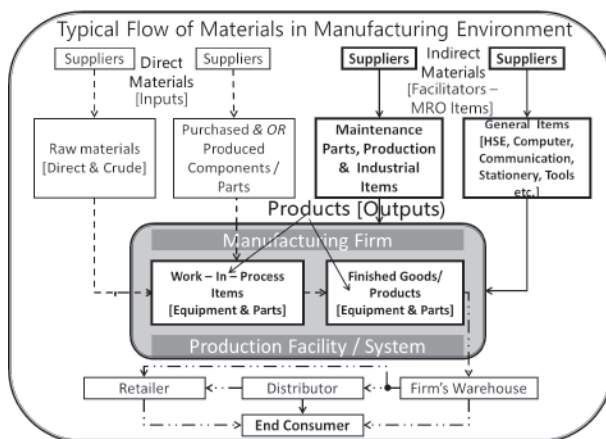 Typical Flow of Materials in Manufacturing Environment
Suppliers
Direct
Materials
[Inputs]
Suppliers
Suppliers
Indirect
Materials
[Facilitators –
MRO Items]
Suppliers
Raw materials
[Direct & Crude]
Purchased & OR
Produced
Components /
Parts
Maintenance
Parts, Production
& Industrial
Items
General Items
[HSE, Computer,
Communication,
Stationery, Tools
etc.]
Products [Outputs)
Manufacturing Firm
Work – In – Process
Items
[Equipment & Parts]
Finished Goods/
Products
[Equipment & Parts]
Production Facility / System
Retailer
Distributor
Firm's Warehouse
End Consumer